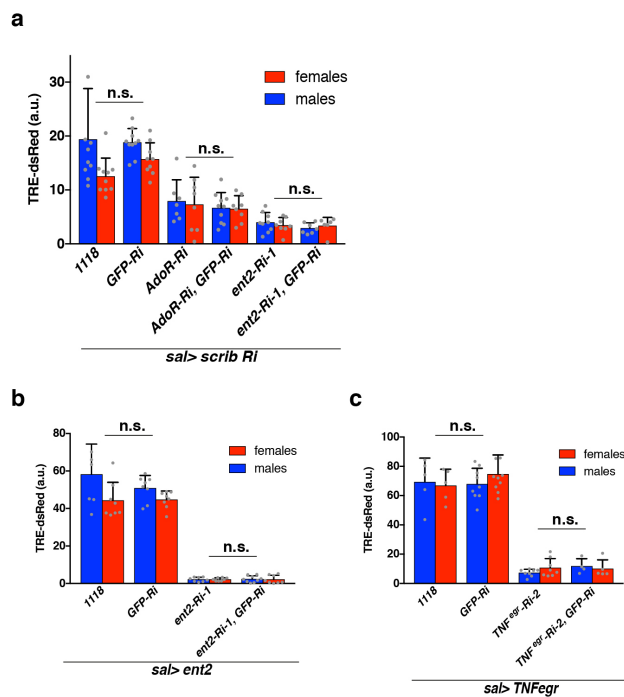 a
TRE-dsRed (a.u.)
30
20
10
0
n.s.
n.s.
n.s.
females
males
1118
GFP-Ri
AdoR-Ri
AdoR-Ri, GFP-Ri
ent2-Ri-1
ent2-Ri-1, GFP-Ri
sal> scrib Ri
b
TRE-dsRed (a.u.)
80
60
40
20
0
n.s.
n.s.
females
males
1118
GFP-Ri
ent2-Ri-1
ent2-Ri-1, GFP-Ri
sal> ent2
c
TRE-dsRed (a.u.)
100
80
60
40
20
0
n.s.
n.s.
females
males
1118
GFP-Ri
TNFegr-Ri-2
TNFegr-Ri-2, GFP-Ri
sal> TNFegr